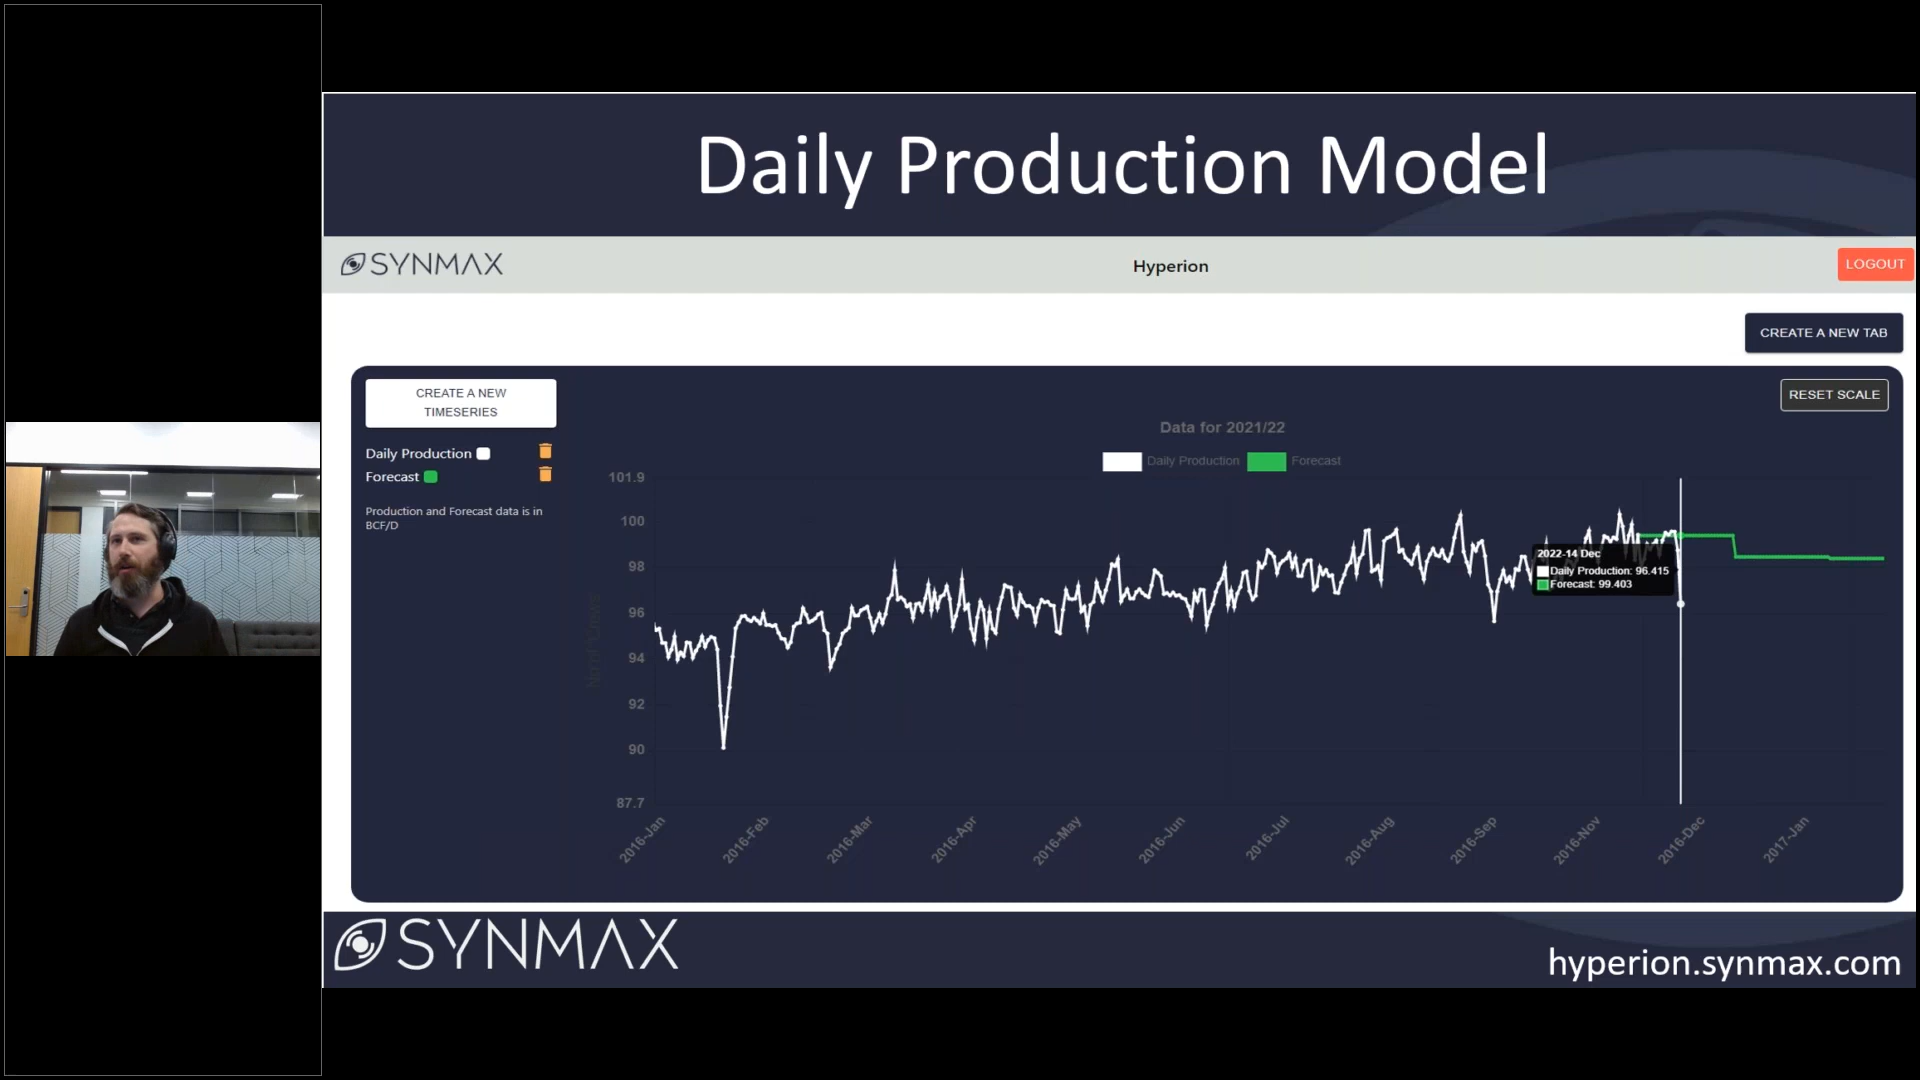 Daily Production Model
SYNMAX
Hyperion
LOGOUT
CREATE A NEW TAB
CREATE A NEW
TIMESERIES
RESET SCALE
Daily Production
Forecast
Production and Forecast data is in
BCF/D
Data for 2021/22
Daily Production Forecast
101.9
100
98
96
94
92
90
87.7
2022-14 Dec
Daily Production: 96.415
Forecast: 99.403
2016-Jan
2016-Feb
2016-Mar
2016-Apr
2016-May
2016-Jun
2016-Jul
2016-Aug
2016-Sep
2016-Nov
2016-Dec
2017-Jan
SYNMAX
hyperion.synmax.com